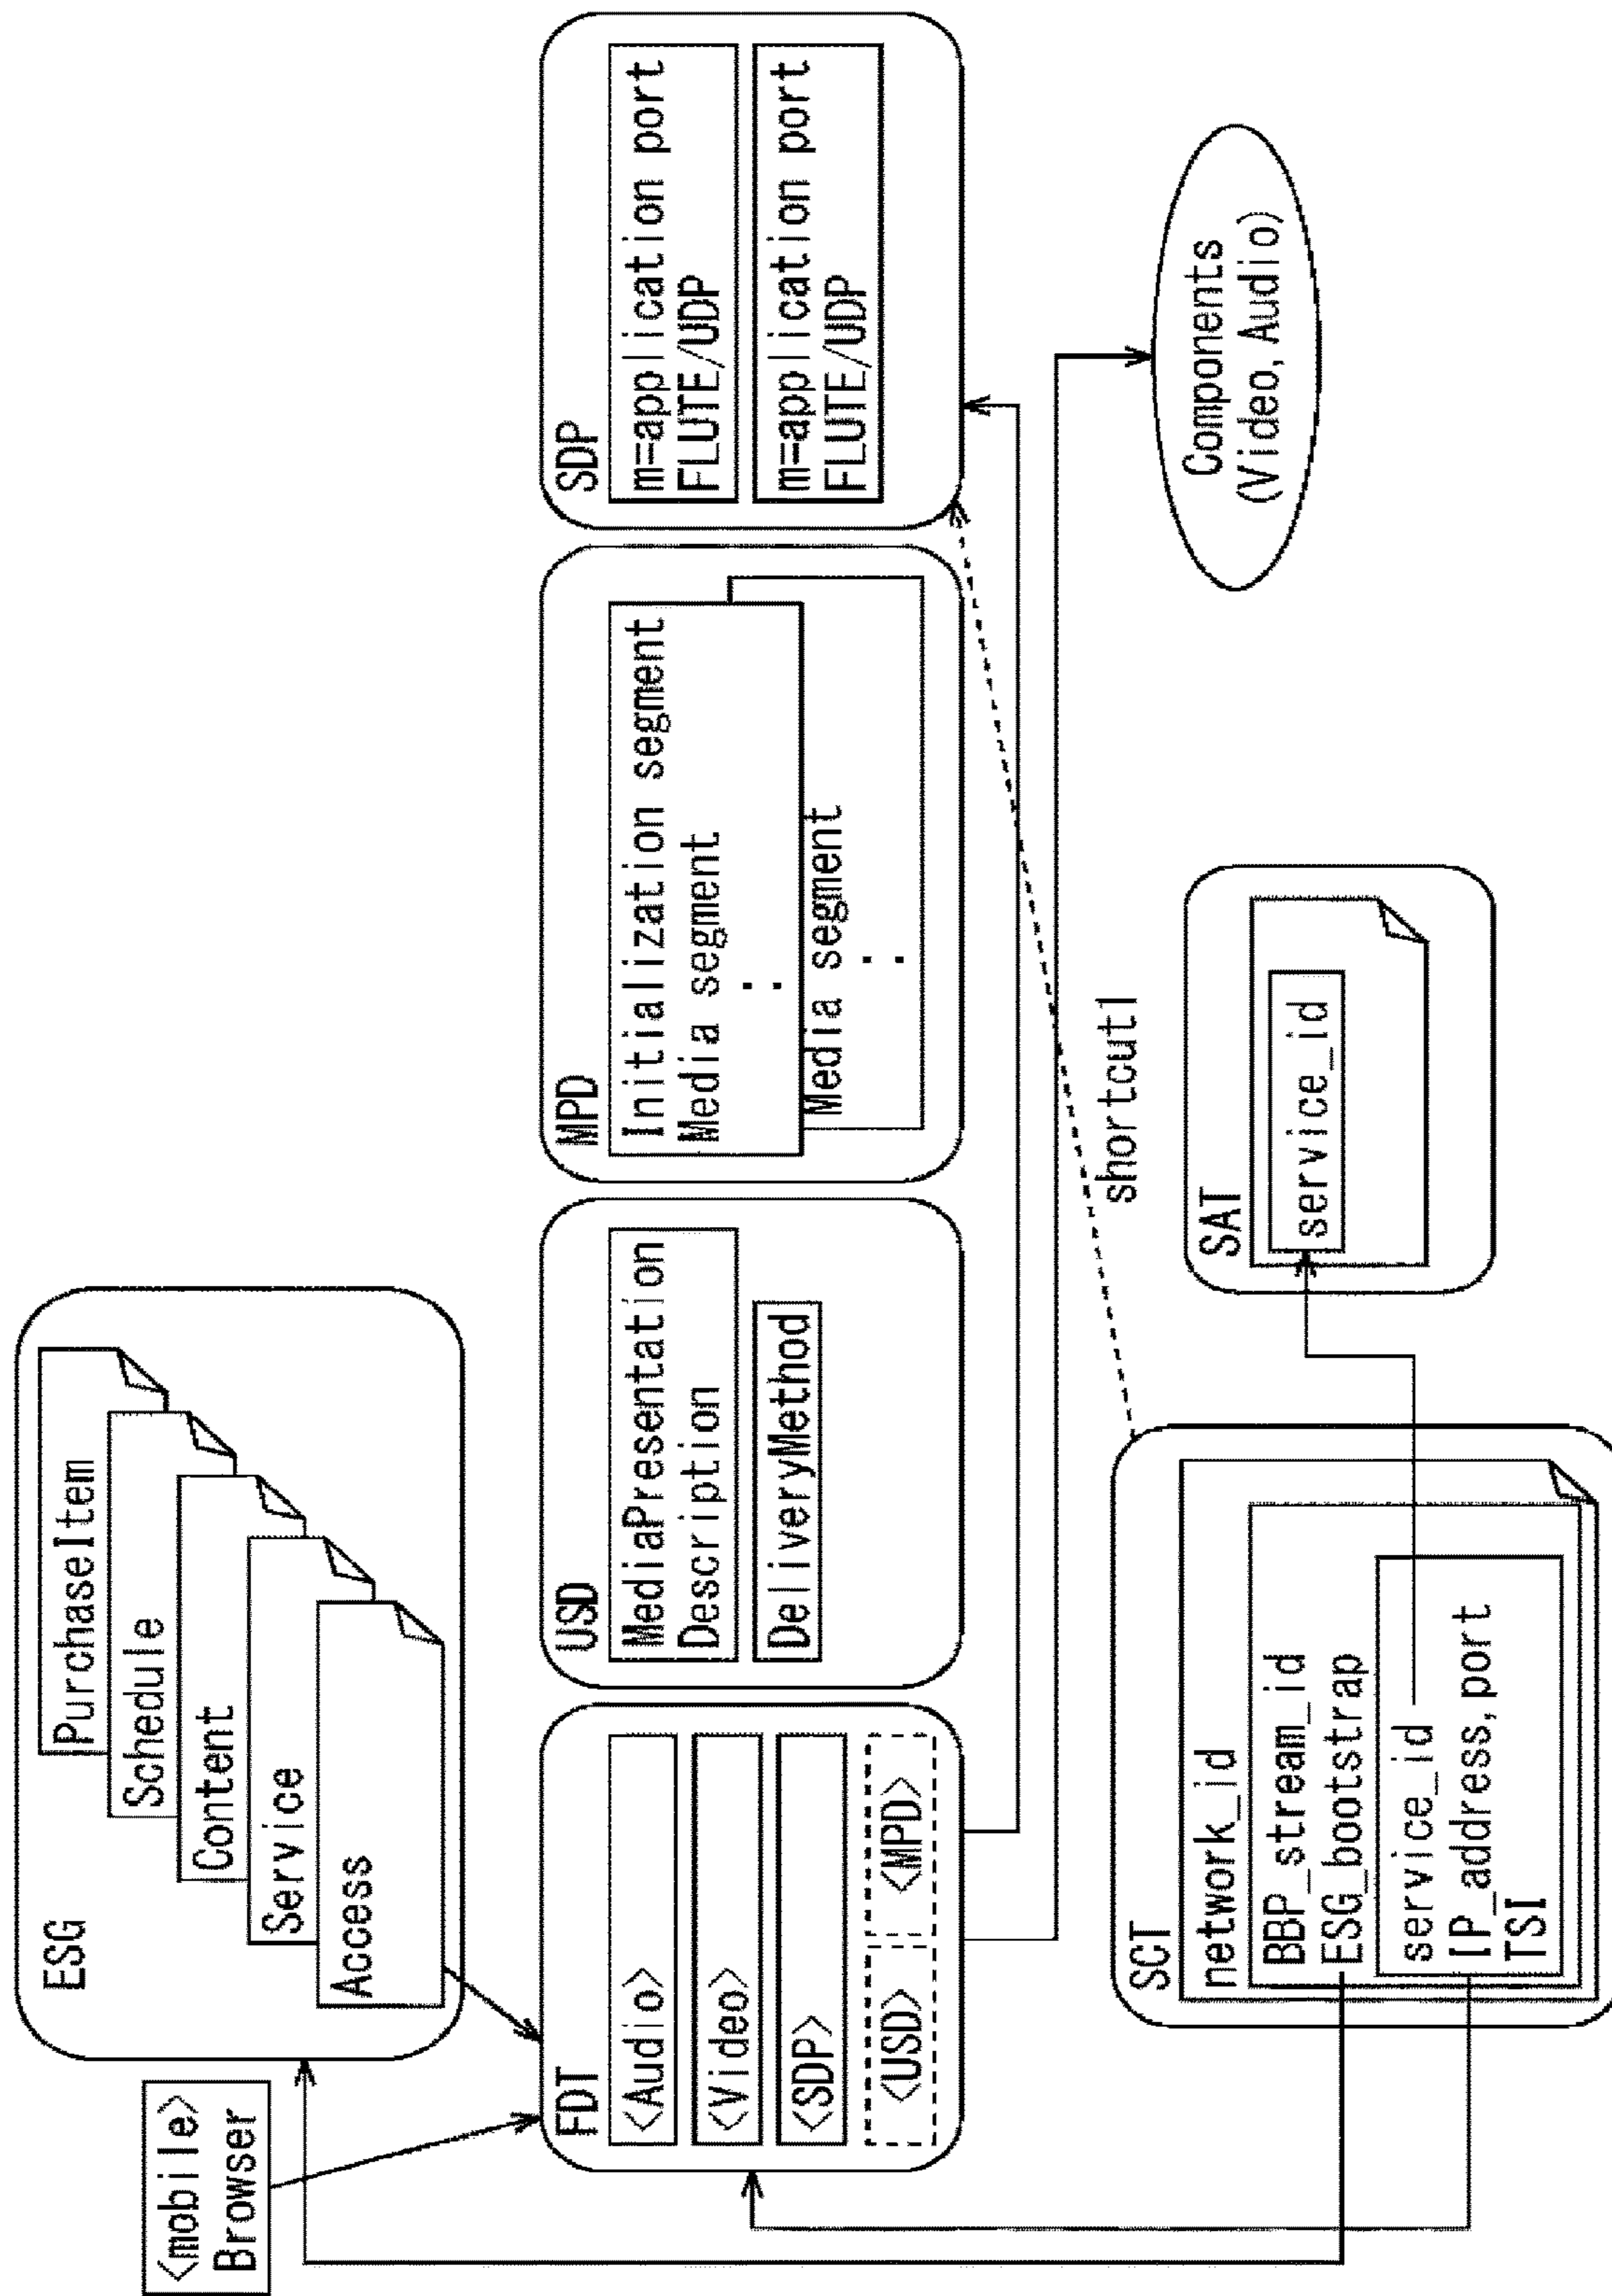 <mobile>
Browser
ESG
PurchaseItem
Schedule
Content
Service
Access
FDT
<Audio>
<Video>
<SDP>
<USD>
<MPD>
USD
MediaPresentation
Description
DeliveryMethod
MPD
Initialization segment
Media segment
:
Media segment
:
SDP
m=application port
FLUTE/UDP
m=application port
FLUTE/UDP
shortcut1
SCT
network_id
BBP_stream_id
ESG_bootstrap
service_id
IP_address,port
TSI
SAT
service_id
Components
(Video, Audio)